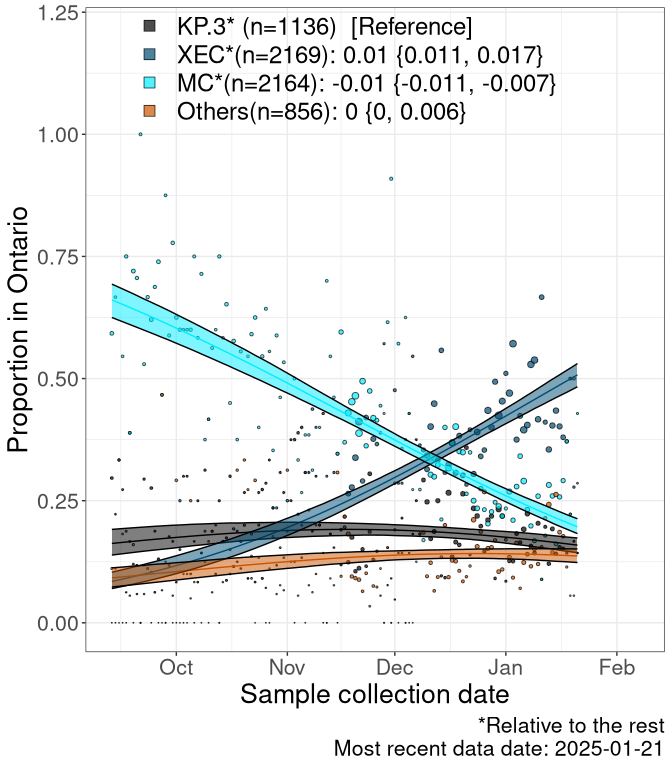 KP.3* (n=1136)  [Reference]
XEC*(n=2169): 0.01 {0.011, 0.017}
MC*(n=2164): -0.01 {-0.011, -0.007}
Others(n=856): 0 {0, 0.006}
1.25
1.00
0.75
0.50
0.25
0.00
Proportion in Ontario
Oct Nov Dec Jan Feb
Sample collection date
*Relative to the rest
Most recent data date: 2025-01-21